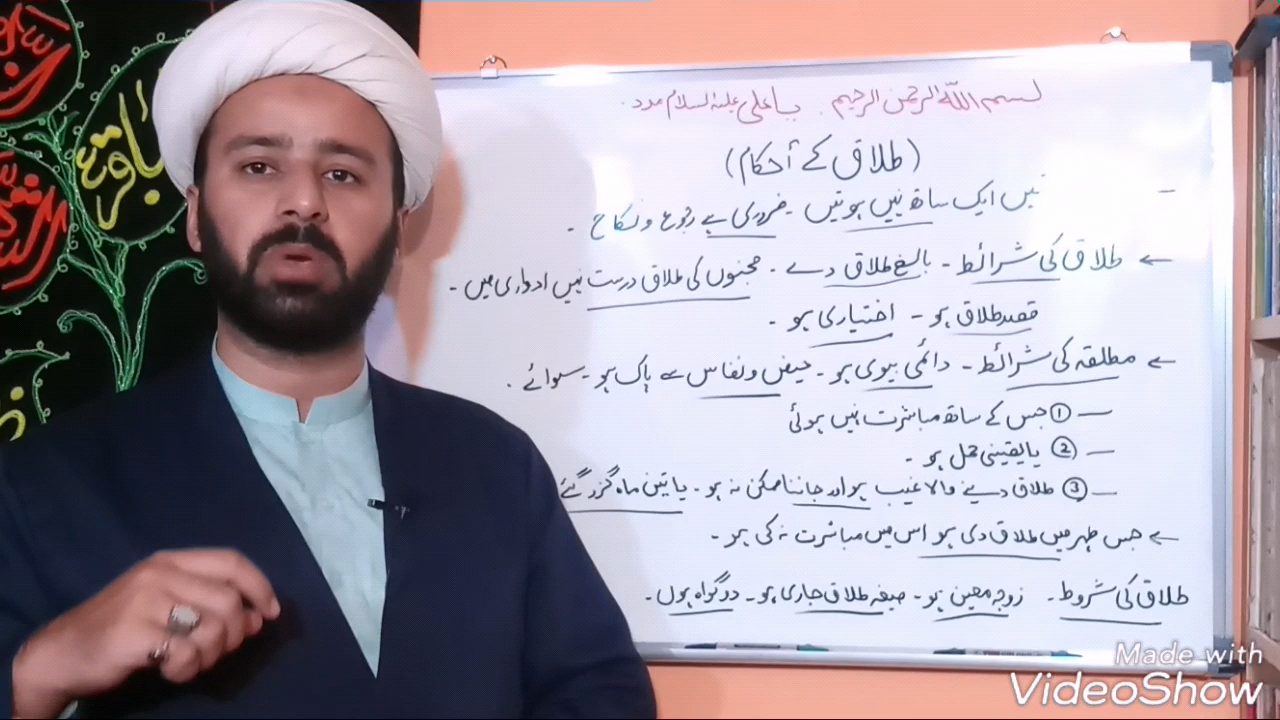 بسم اللہ الرحمن الرحیم . یا علی علیہ السلام مدد .
(طلاق کے أحکام)
- تین ایک ساتھ نہیں ہوتیں - ضروری ہے رجوع و نکاح .
← طلاق کی شرائط - بالغ طلاق دے - مجنوں کی طلاق درست نہیں ادواری میں -
قصد طلاق ہو - اختیاری ہو -
← مطلقہ کی شرائط - دائمی بیوی ہو - حیض و نفاس سے پاک ہو - سوائے .
— ① جس کے ساتھ مباشرت نہیں ہوئی
— ② یا یقینی حمل ہو -
— ③ طلاق دینے والا غیب ہو اور جاننا ممکن نہ ہو - یا تین ماہ گزر گئے
← جس طہر میں طلاق دی ہو اس میں مباشرت نہ کی ہو -
طلاق کی شروط - زوجہ معین ہو - صیغہ طلاق جاری ہو - دو گواہ ہوں -
باقر
Made with
VideoShow